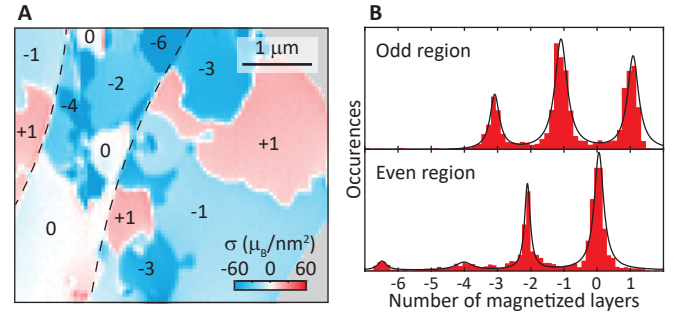 A
B
0
-1
-6
1 μm
-2
-3
-4
+1
0
+1
0
+1
-1
-3
σ (μB/nm²)
-60 0 60
Odd region
Even region
Occurences
-6 -5 -4 -3 -2 -1 0 1
Number of magnetized layers